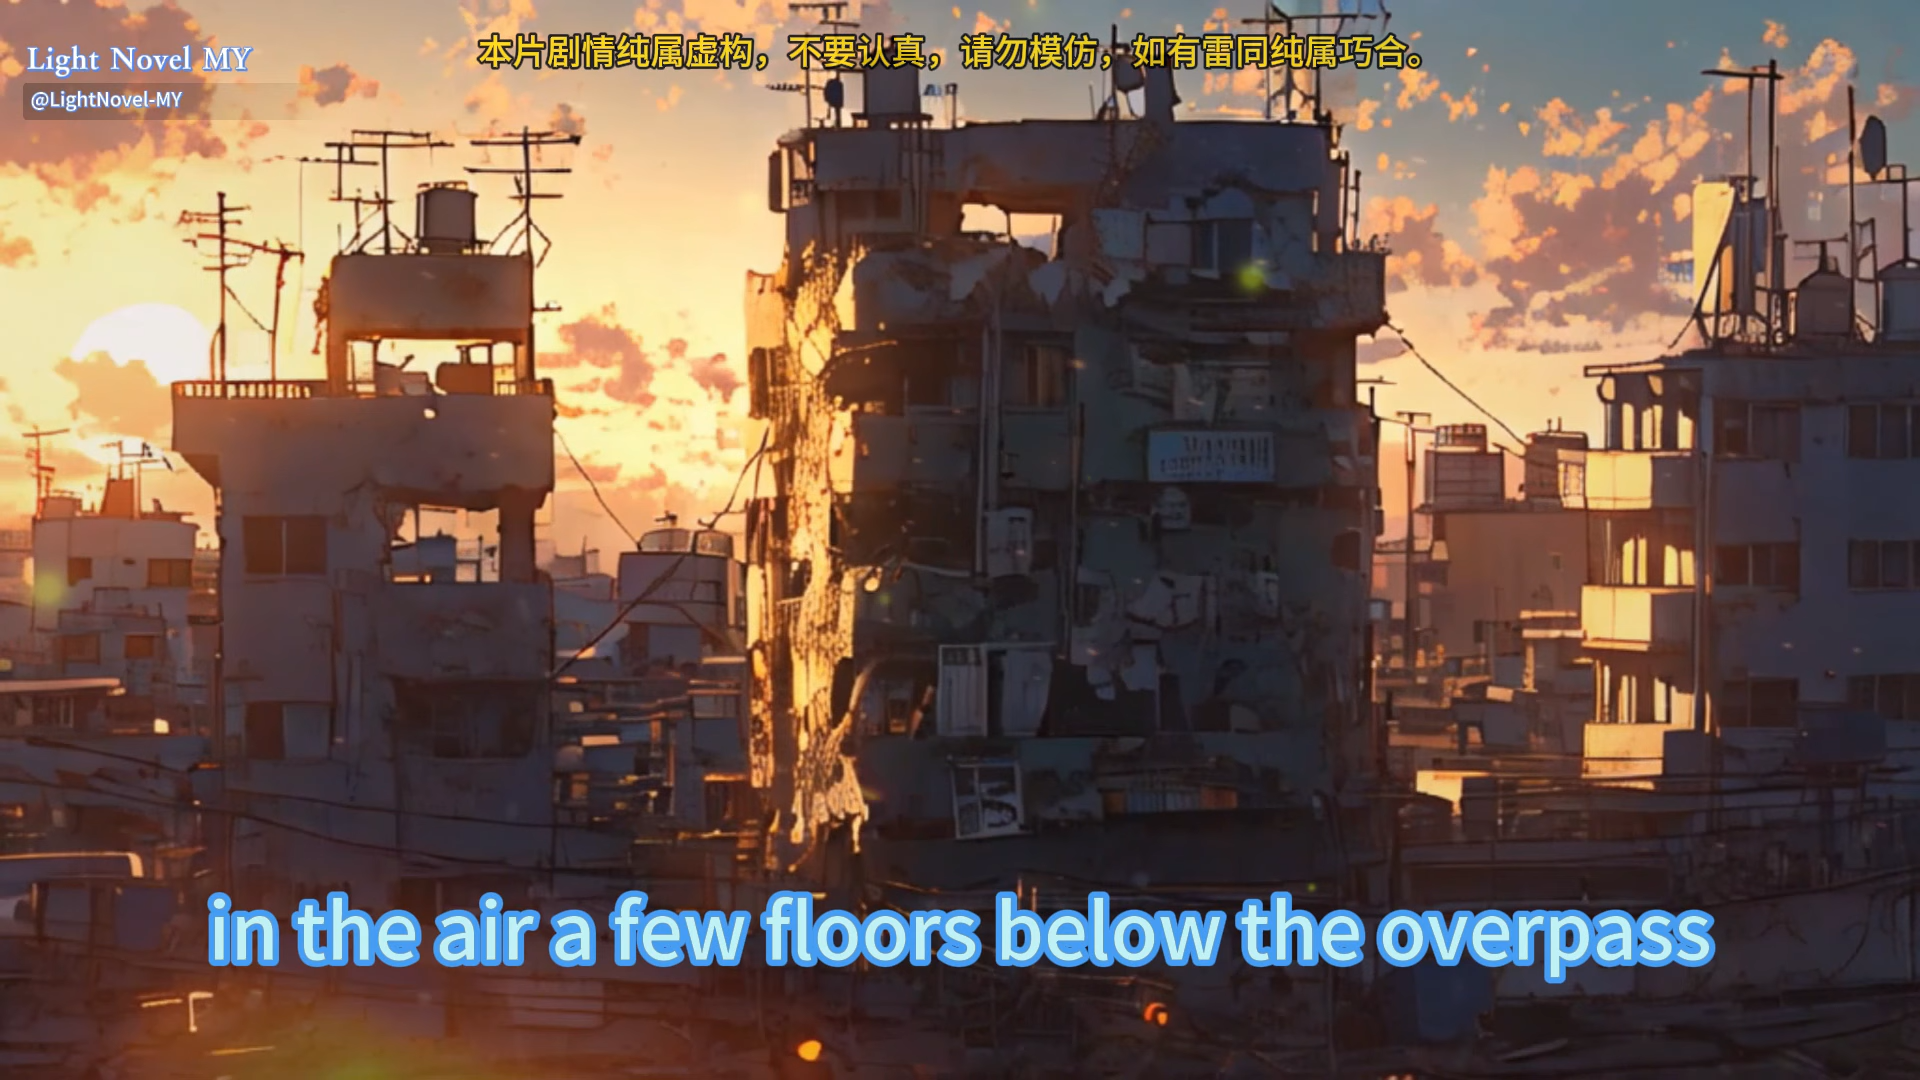 本片剧情纯属虚构，不要认真，请勿模仿，如有雷同纯属巧合。
Light Novel MY
@LightNovel-MY
in the air a few floors below the overpass